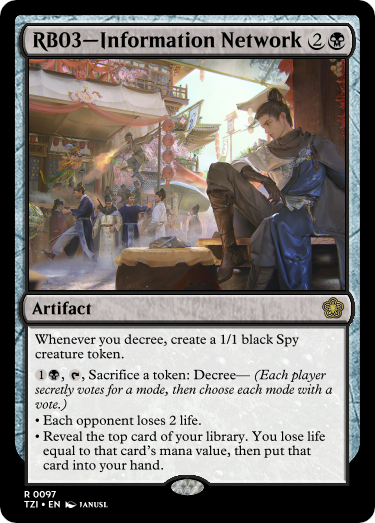 RB03—Information Network 2
Artifact
Whenever you decree, create a 1/1 black Spy
creature token.
1, , Sacrifice a token: Decree— (Each player
secretly votes for a mode, then choose each mode with a
vote.)
• Each opponent loses 2 life.
• Reveal the top card of your library. You lose life
equal to that card's mana value, then put that
card into your hand.
R 0097
TZI • EN JANUSL